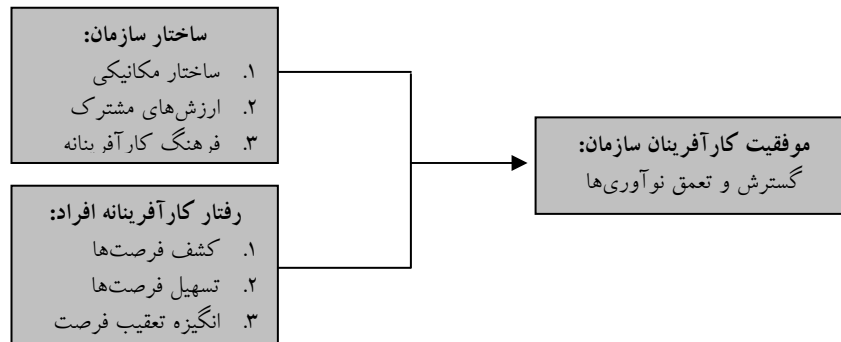 ساختار سازمان:
۱. ساختار مکانیکی
۲. ارزش‌های مشترک
۳. فرهنگ کارآفرینانه
موفقیت کارآفرینان سازمان:
گسترش و تعمق نوآوری‌ها
رفتار کارآفرینانه افراد:
۱. کشف فرصت‌ها
۲. تسهیل فرصت‌ها
۳. انگیزه تعقیب فرصت